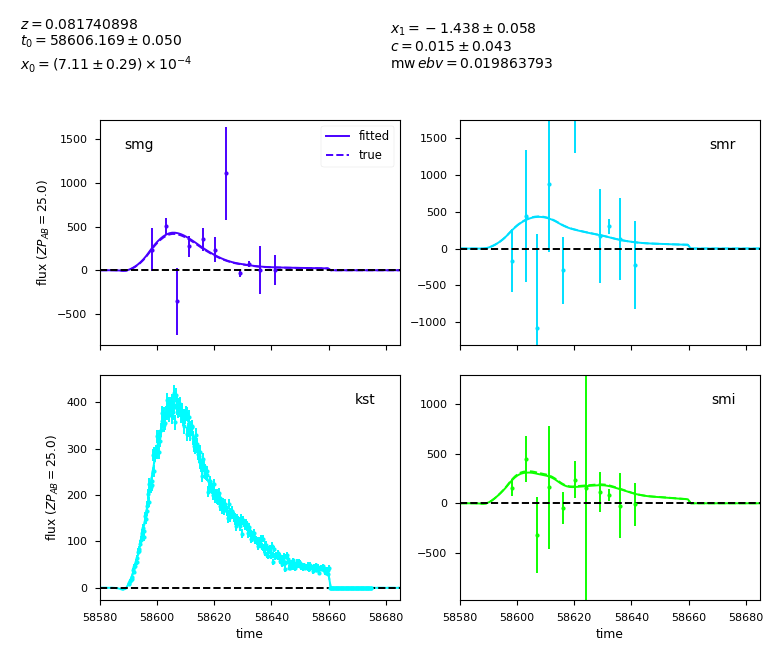 z = 0.081740898
t₀ = 58606.169 ± 0.050
x₀ = (7.11 ± 0.29) × 10⁻⁴
x₁ = − 1.438 ± 0.058
c = 0.015 ± 0.043
mw ebv = 0.019863793
smg
fitted
true
1500
1000
500
0
−500
flux (ZP_AB = 25.0)
smr
1500
1000
500
0
−500
−1000
kst
400
300
200
100
0
flux (ZP_AB = 25.0)
58580 58600 58620 58640 58660 58680
time
smi
1000
500
0
−500
58580 58600 58620 58640 58660 58680
time